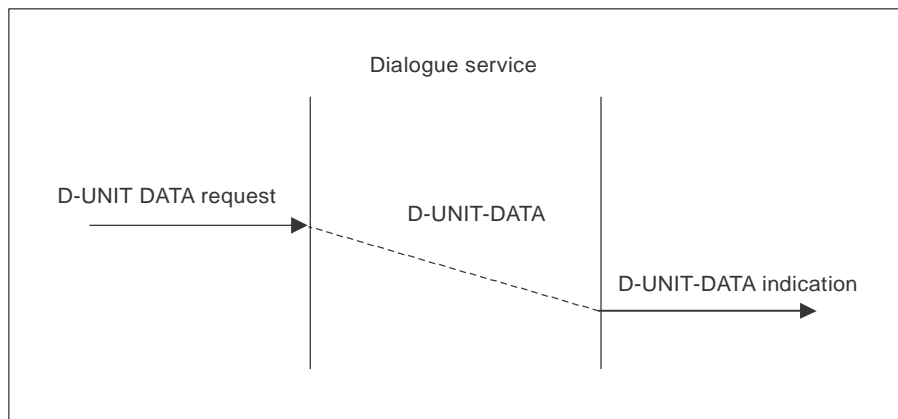 Dialogue service
D-UNIT DATA request
D-UNIT-DATA
D-UNIT-DATA indication